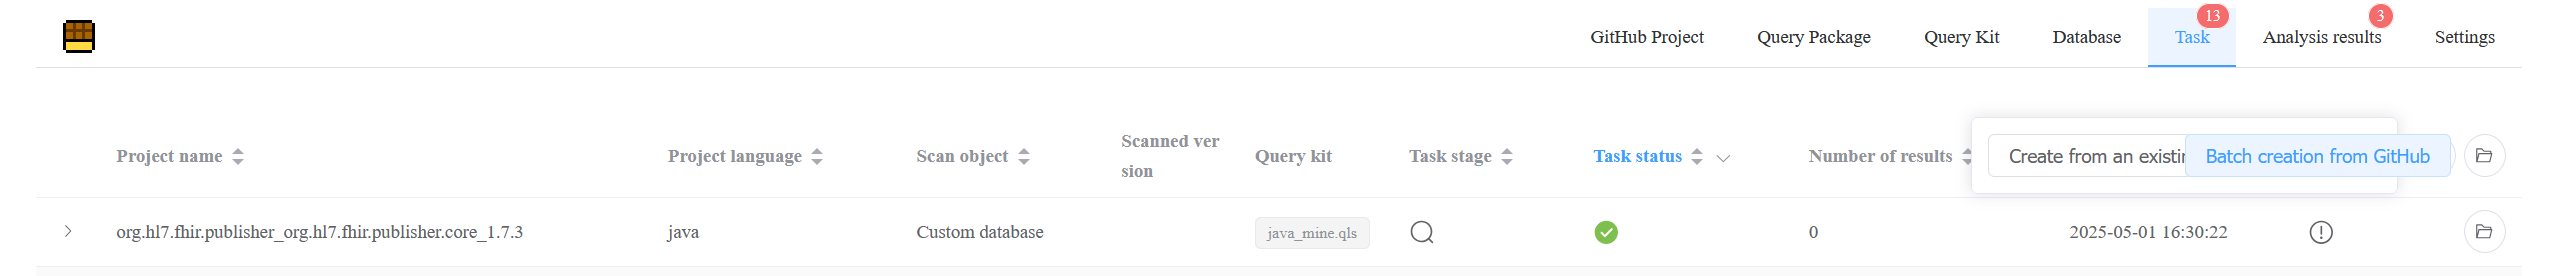 GitHub Project Query Package Query Kit Database Task 13 Analysis results 3 Settings
Project name Project language Scan object Scanned ver
sion Query kit Task stage Task status Number of results Create from an existin Batch creation from GitHub
org.hl7.fhir.publisher_org.hl7.fhir.publisher.core_1.7.3 java Custom database java_mine.qls 0 2025-05-01 16:30:22